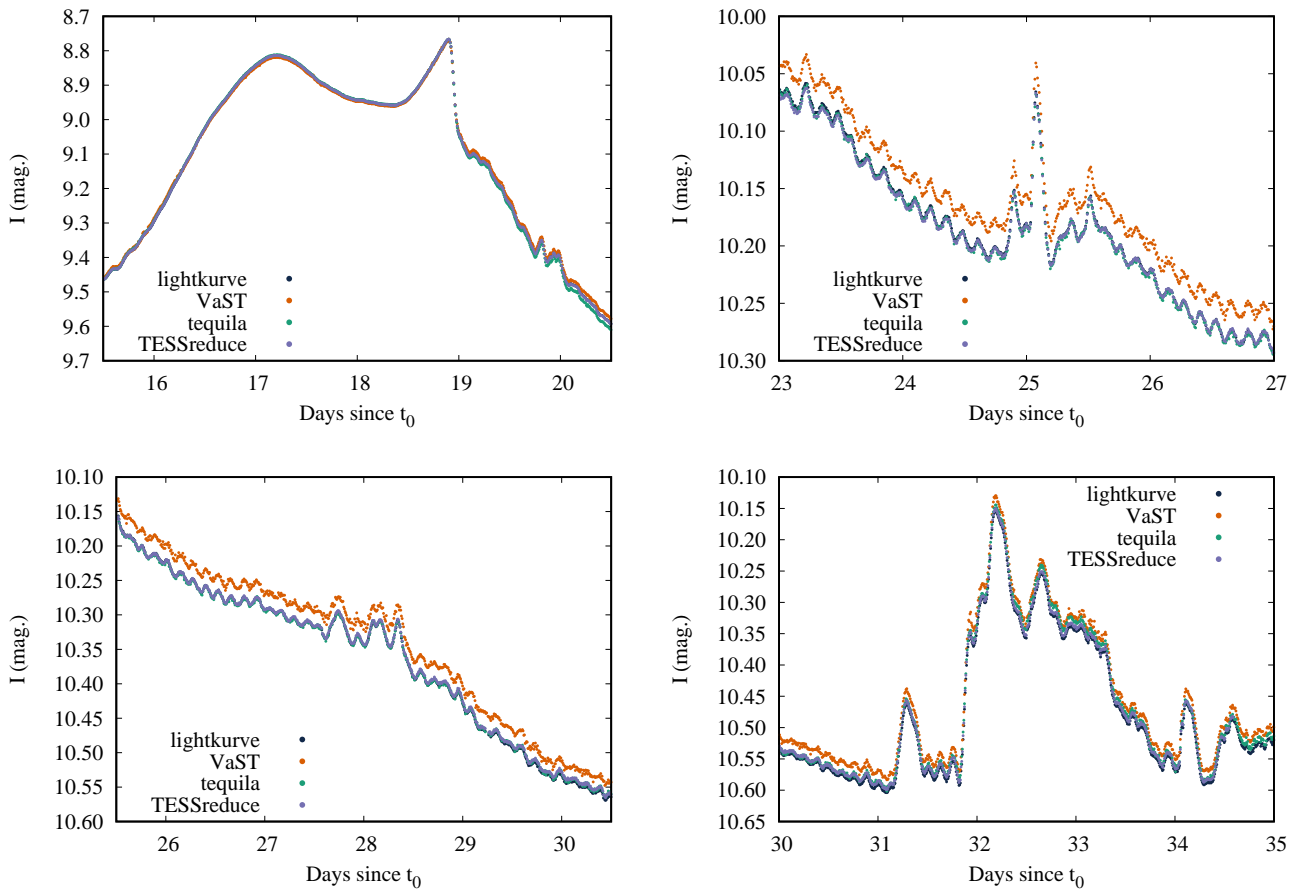 8.7
8.8
8.9
9.0
9.1
9.2
9.3
9.4
9.5
9.6
9.7
I (mag.)
lightkurve
VaST
tequila
TESSreduce
16 17 18 19 20
Days since t0
10.00
10.05
10.10
10.15
10.20
10.25
10.30
I (mag.)
lightkurve
VaST
tequila
TESSreduce
23 24 25 26 27
Days since t0
10.10
10.15
10.20
10.25
10.30
10.35
10.40
10.45
10.50
10.55
10.60
I (mag.)
lightkurve
VaST
tequila
TESSreduce
26 27 28 29 30
Days since t0
10.10
10.15
10.20
10.25
10.30
10.35
10.40
10.45
10.50
10.55
10.60
10.65
I (mag.)
lightkurve
VaST
tequila
TESSreduce
30 31 32 33 34 35
Days since t0